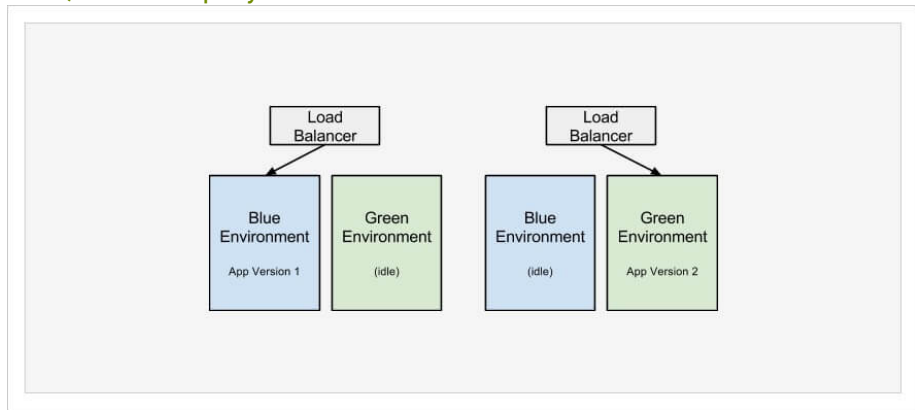 Load
Balancer
Load
Balancer
Blue
Environment
App Version 1
Green
Environment
(idle)
Blue
Environment
(idle)
Green
Environment
App Version 2